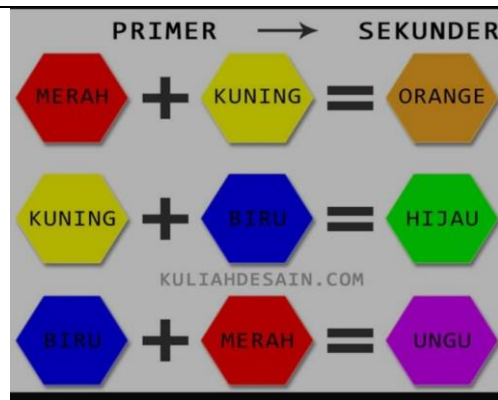 PRIMER → SEKUNDER
MERAH + KUNING = ORANGE
KUNING + BIRU = HIJAU
KULIAHDESAIN.COM
BIRU + MERAH = UNGU